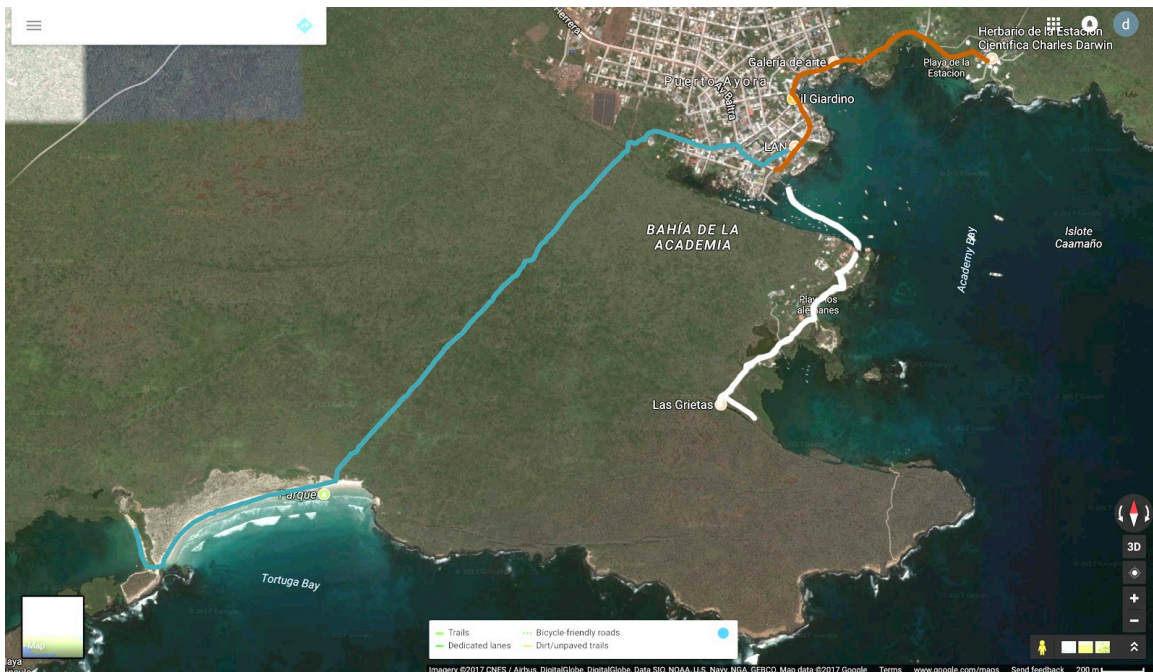 Herrera
d
Herbario de la Estación
Científica Charles Darwin
Galería de arte
Playa de la
Estacion
Puerto Ayora
Av Baltra
il Giardino
LAN
BAHÍA DE LA
ACADEMIA
Islote
Caamaño
Academy Bay
Playa los
alemanes
Las Grietas
Parque
Tortuga Bay
3D
+
−
Map
Trails
Bicycle-friendly roads
Dedicated lanes
Dirt/unpaved trails
Imagery ©2017 CNES / Airbus, DigitalGlobe, DigitalGlobe, Data SIO, NOAA, U.S. Navy, NGA, GEBCO, Map data ©2017 Google Terms www.google.com/maps Send feedback 200 m